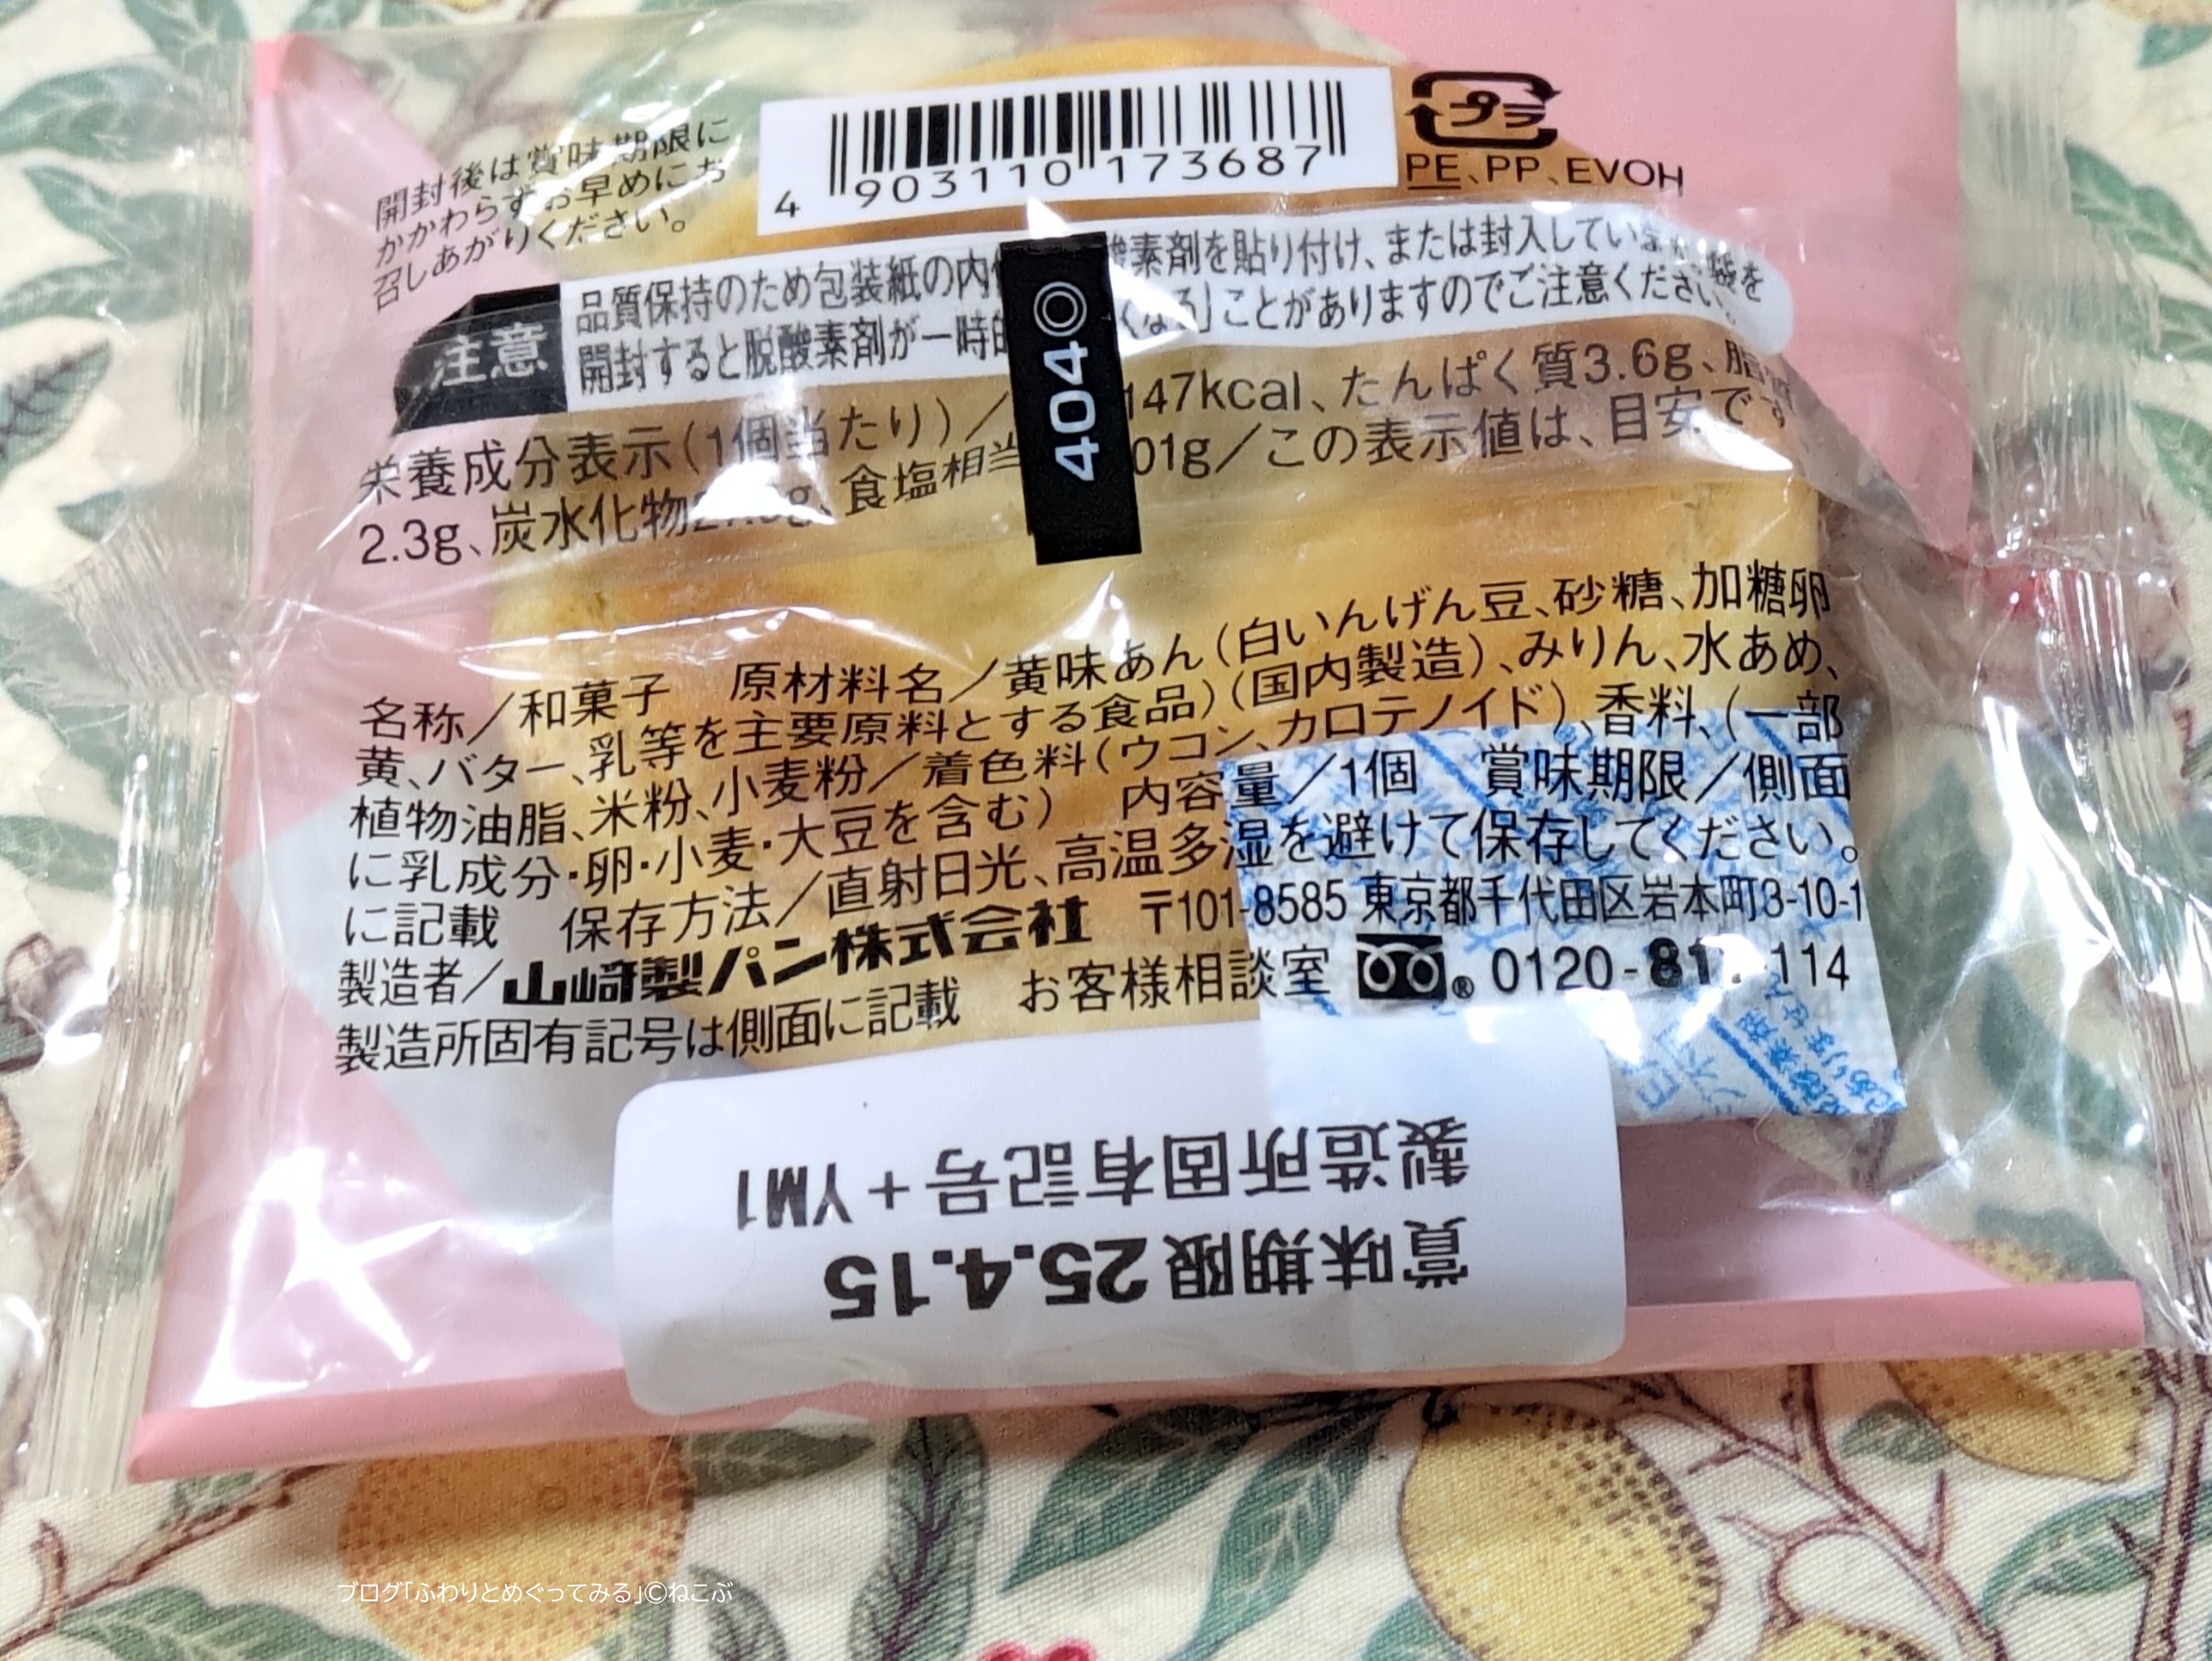 開封後は賞味期限に
かかわらずお早めにお
召しあがりください。
4 903110 173687
プラ
PE、PP、EVOH
注意
品質保持のため包装紙の内 酸素剤を貼り付け、または封入してい 袋を
開封すると脱酸素剤が一時的 くなる」ことがありますのでご注意ください
404◎
栄養成分表示(1個当たり)/ 147kcal、たんぱく質3.6g、脂質
2.3g、炭水化物 g、食塩相当 01g/この表示値は、目安です
名称/和菓子 原材料名/黄味あん(白いんげん豆、砂糖、加糖卵
黄、バター、乳等を主要原料とする食品)(国内製造)、みりん、水あめ、
植物油脂、米粉、小麦粉/着色料(ウコン、カロテノイド)、香料、(一部
に乳成分・卵・小麦・大豆を含む) 内容量/1個 賞味期限/側面
に記載 保存方法/直射日光、高温多湿を避けて保存してください。
製造者/山崎製パン株式会社 〒101-8585 東京都千代田区岩本町3-10-1
製造所固有記号は側面に記載 お客様相談室 ® 0120-81 114
賞味期限 25.4.15
製造所固有記号+YM1
ブログ「ふわりとめぐってみる」©ねこぶ